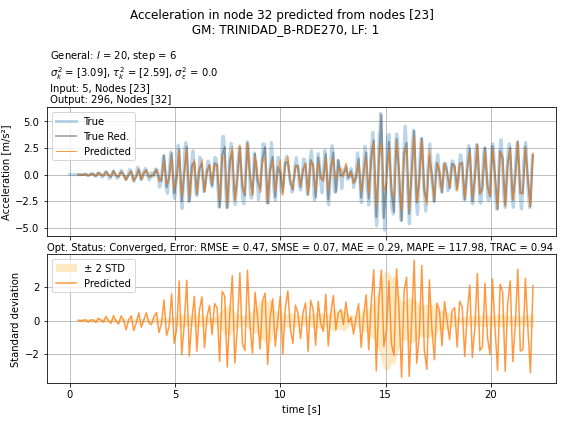 Acceleration in node 32 predicted from nodes [23]
GM: TRINIDAD_B-RDE270, LF: 1
General: l = 20, step = 6
σ²ₖ = [3.09], τ²ₖ = [2.59], σ²ε = 0.0
Input: 5, Nodes [23]
Output: 296, Nodes [32]
Acceleration [m/s²]
5.0
2.5
0.0
−2.5
−5.0
True
True Red.
Predicted
Opt. Status: Converged, Error: RMSE = 0.47, SMSE = 0.07, MAE = 0.29, MAPE = 117.98, TRAC = 0.94
Standard deviation
2
0
−2
± 2 STD
Predicted
0
5
10
15
20
time [s]